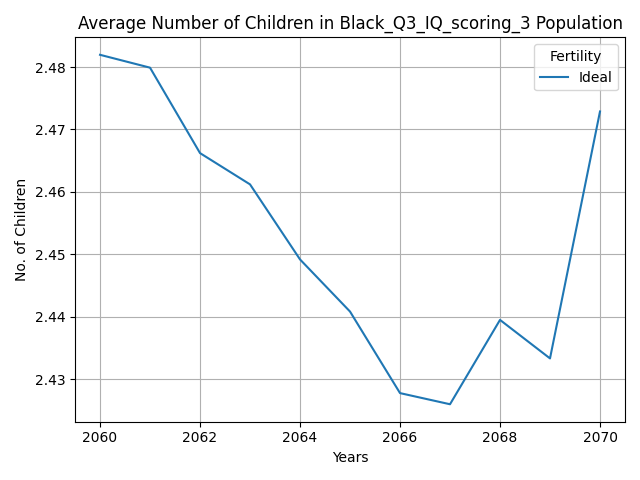 Average Number of Children in Black_Q3_IQ_scoring_3 Population
Fertility
Ideal
2.48
2.47
2.46
2.45
2.44
2.43
No. of Children
2060 2062 2064 2066 2068 2070
Years